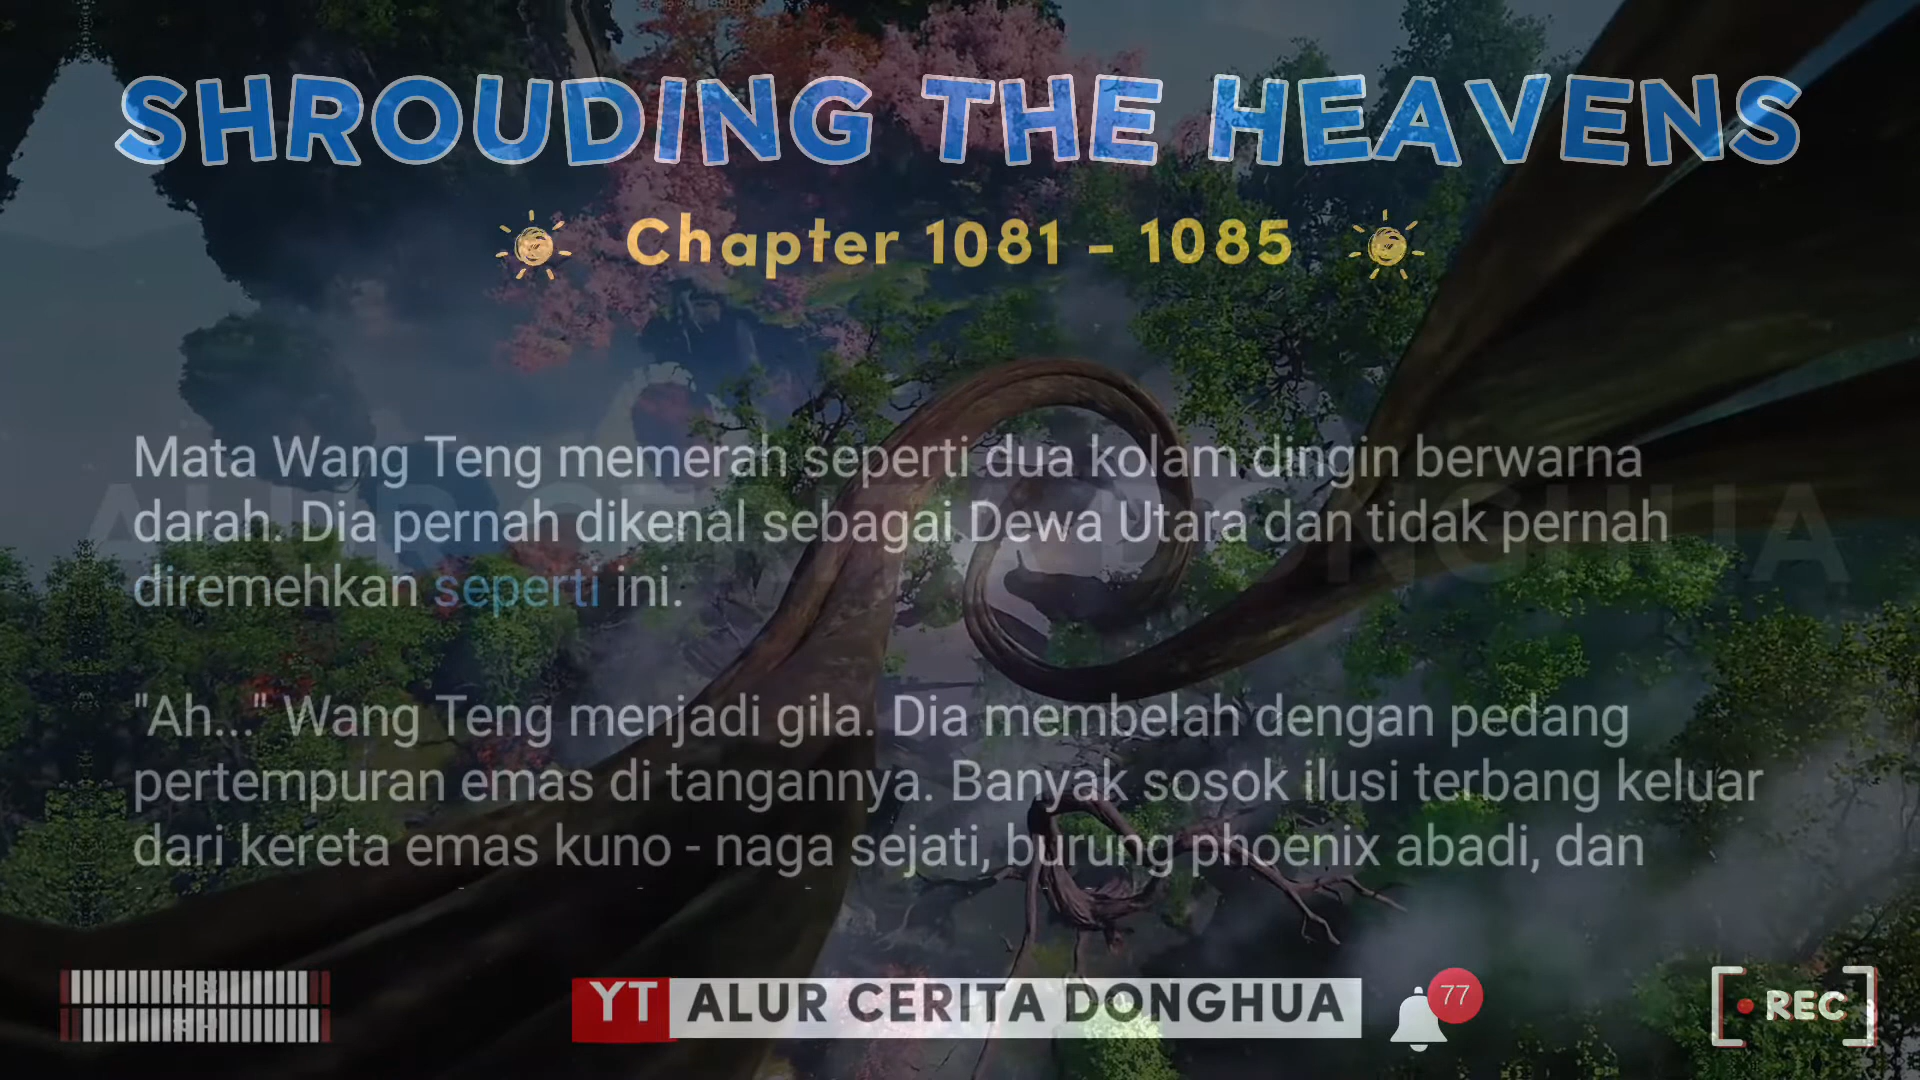 SHROUDING THE HEAVENS
Chapter 1081 - 1085
Mata Wang Teng memerah seperti dua kolam dingin berwarna
darah. Dia pernah dikenal sebagai Dewa Utara dan tidak pernah
diremehkan seperti ini.
ALUR CERITA DONGHUA
"Ah..." Wang Teng menjadi gila. Dia membelah dengan pedang
pertempuran emas di tangannya. Banyak sosok ilusi terbang keluar
dari kereta emas kuno - naga sejati, burung phoenix abadi, dan
YT ALUR CERITA DONGHUA
77
REC